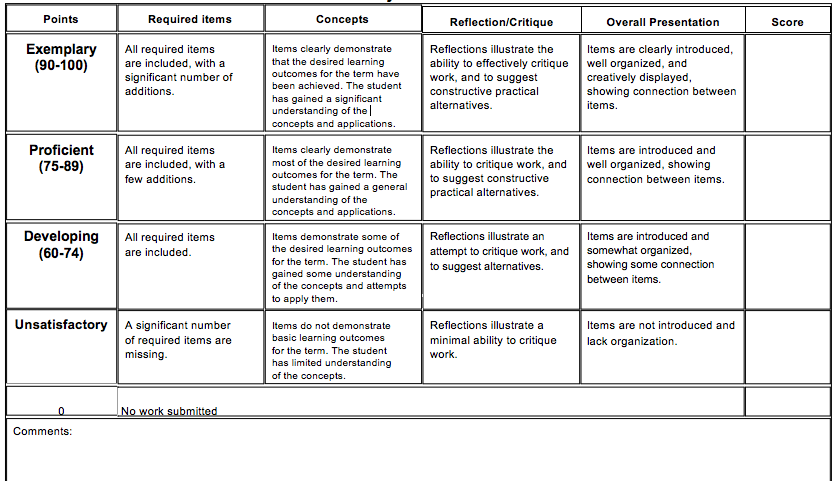 Points
Required items
Concepts
Reflection/Critique
Overall Presentation
Score
Exemplary
(90-100)
All required items
are included, with a
significant number of
additions.
Items clearly demonstrate
that the desired learning
outcomes for the term have
been achieved. The student
has gained a significant
understanding of the
concepts and applications.
Reflections illustrate the
ability to effectively critique
work, and to suggest
constructive practical
alternatives.
Items are clearly introduced,
well organized, and
creatively displayed,
showing connection between
items.
Proficient
(75-89)
All required items
are included, with a
few additions.
Items clearly demonstrate
most of the desired learning
outcomes for the term. The
student has gained a general
understanding of the
concepts and applications.
Reflections illustrate the
ability to critique work, and
to suggest constructive
practical alternatives.
Items are introduced and
well organized, showing
connection between items.
Developing
(60-74)
All required items
are included.
Items demonstrate some of
the desired learning outcomes
for the term. The student has
gained some understanding
of the concepts and attempts
to apply them.
Reflections illustrate an
attempt to critique work, and
to suggest alternatives.
Items are introduced and
somewhat organized,
showing some connection
between items.
Unsatisfactory
A significant number
of required items are
missing.
Items do not demonstrate
basic learning outcomes
for the term. The student
has limited understanding
of the concepts.
Reflections illustrate a
minimal ability to critique
work.
Items are not introduced and
lack organization.
0
No work submitted
Comments: